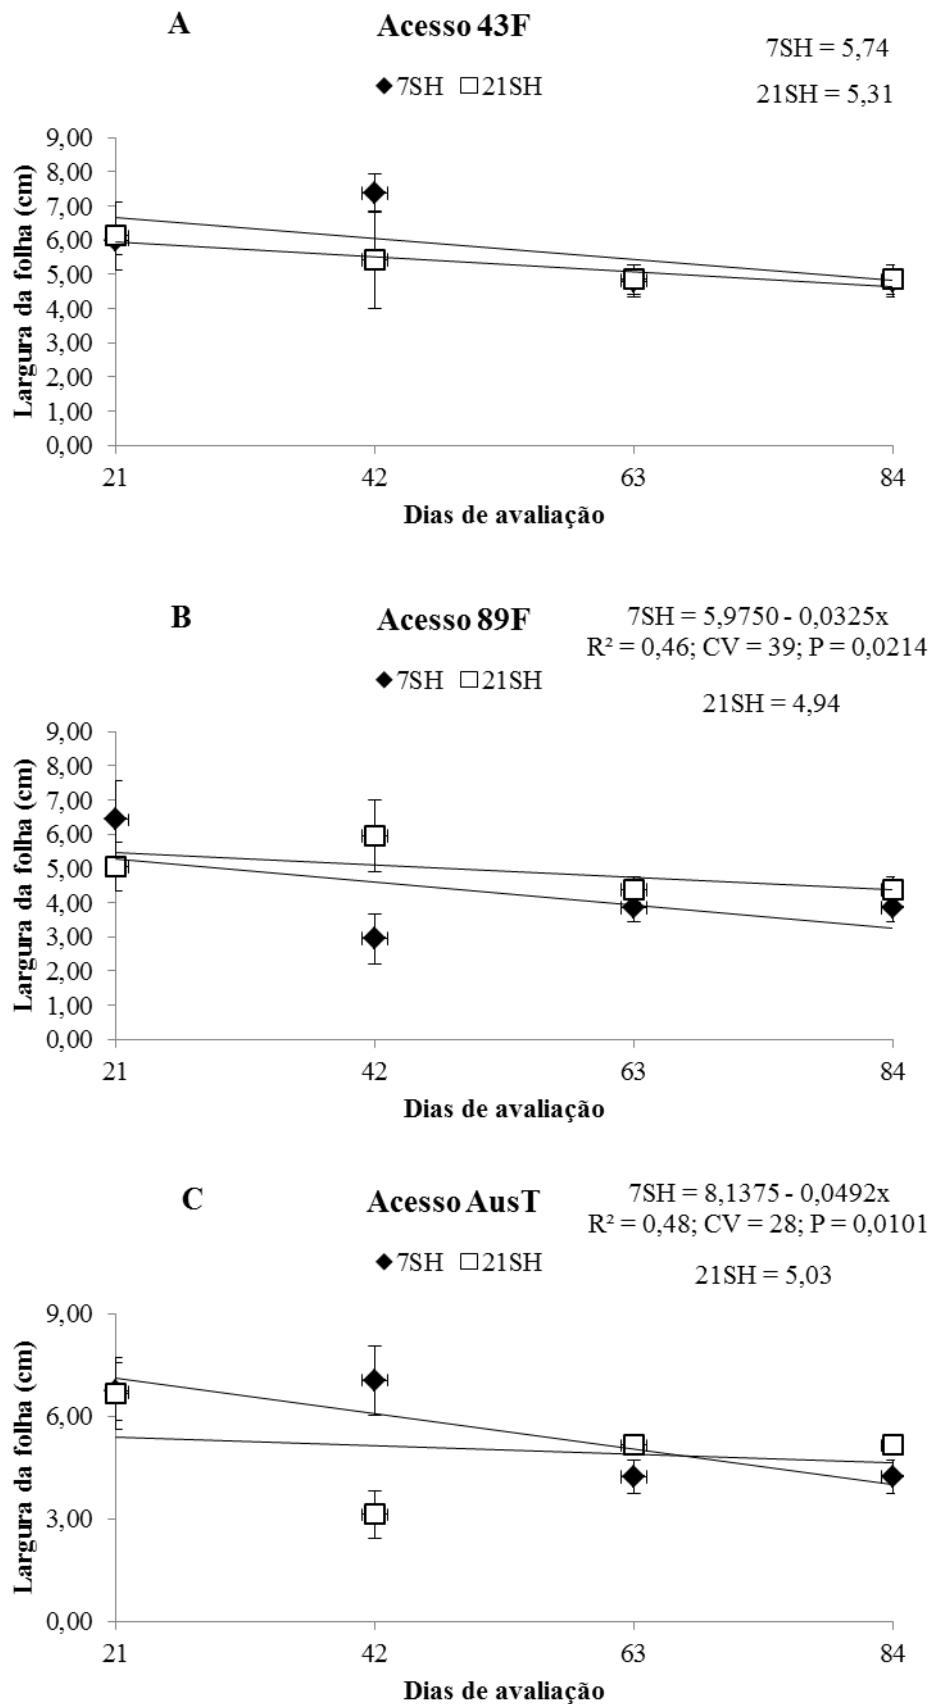 A
Acesso 43F
7SH = 5,74
◆7SH □21SH
21SH = 5,31
9,00
8,00
7,00
6,00
5,00
4,00
3,00
2,00
1,00
0,00
Largura da folha (cm)
21 42 63 84
Dias de avaliação
B
Acesso 89F
7SH = 5,9750 - 0,0325x
R² = 0,46; CV = 39; P = 0,0214
◆7SH □21SH
21SH = 4,94
9,00
8,00
7,00
6,00
5,00
4,00
3,00
2,00
1,00
0,00
Largura da folha (cm)
21 42 63 84
Dias de avaliação
C
Acesso AusT
7SH = 8,1375 - 0,0492x
R² = 0,48; CV = 28; P = 0,0101
◆7SH □21SH
21SH = 5,03
9,00
6,00
3,00
0,00
Largura da folha (cm)
21 42 63 84
Dias de avaliação